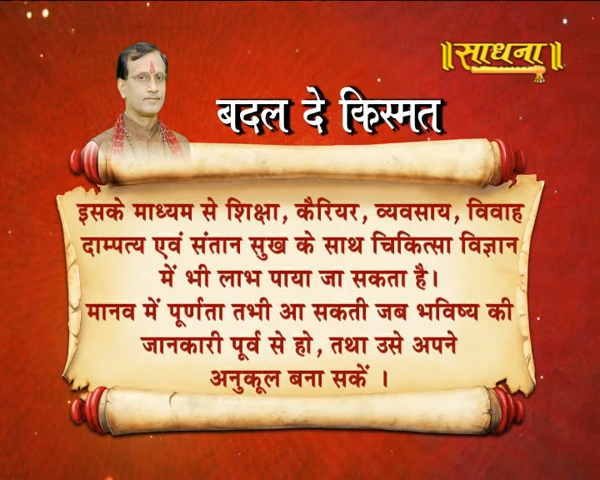 ॥साधना॥
बदल दे किस्मत
इसके माध्यम से शिक्षा, कैरियर, व्यवसाय, विवाह
दाम्पत्य एवं संतान सुख के साथ चिकित्सा विज्ञान
में भी लाभ पाया जा सकता है।
मानव में पूर्णता तभी आ सकती जब भविष्य की
जानकारी पूर्व से हो, तथा उसे अपने
अनुकूल बना सकें ।